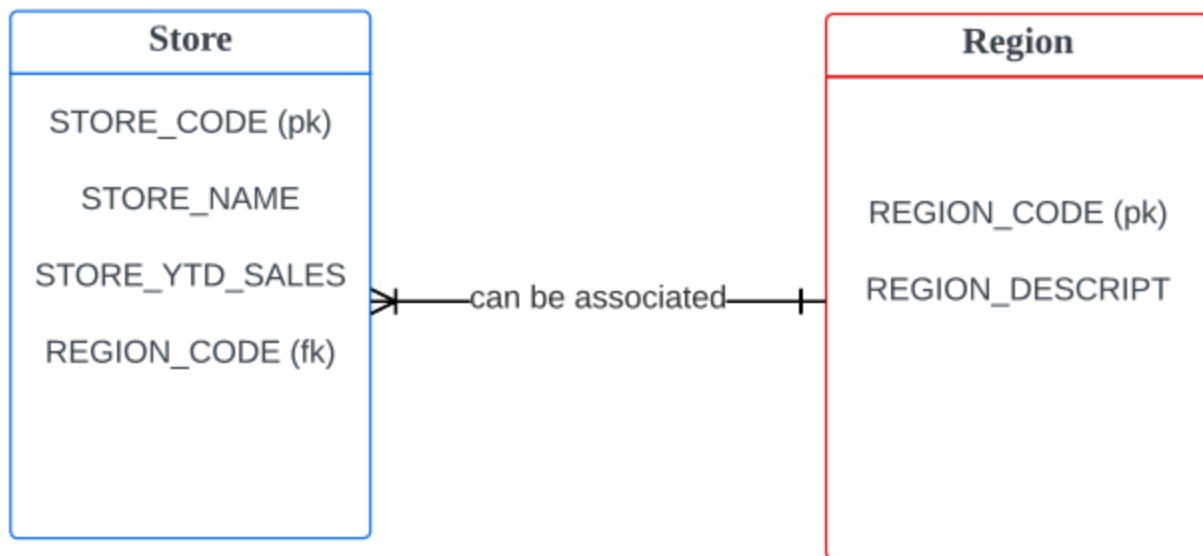 Store
STORE_CODE (pk)
STORE_NAME
STORE_YTD_SALES
REGION_CODE (fk)
can be associated
Region
REGION_CODE (pk)
REGION_DESCRIPT